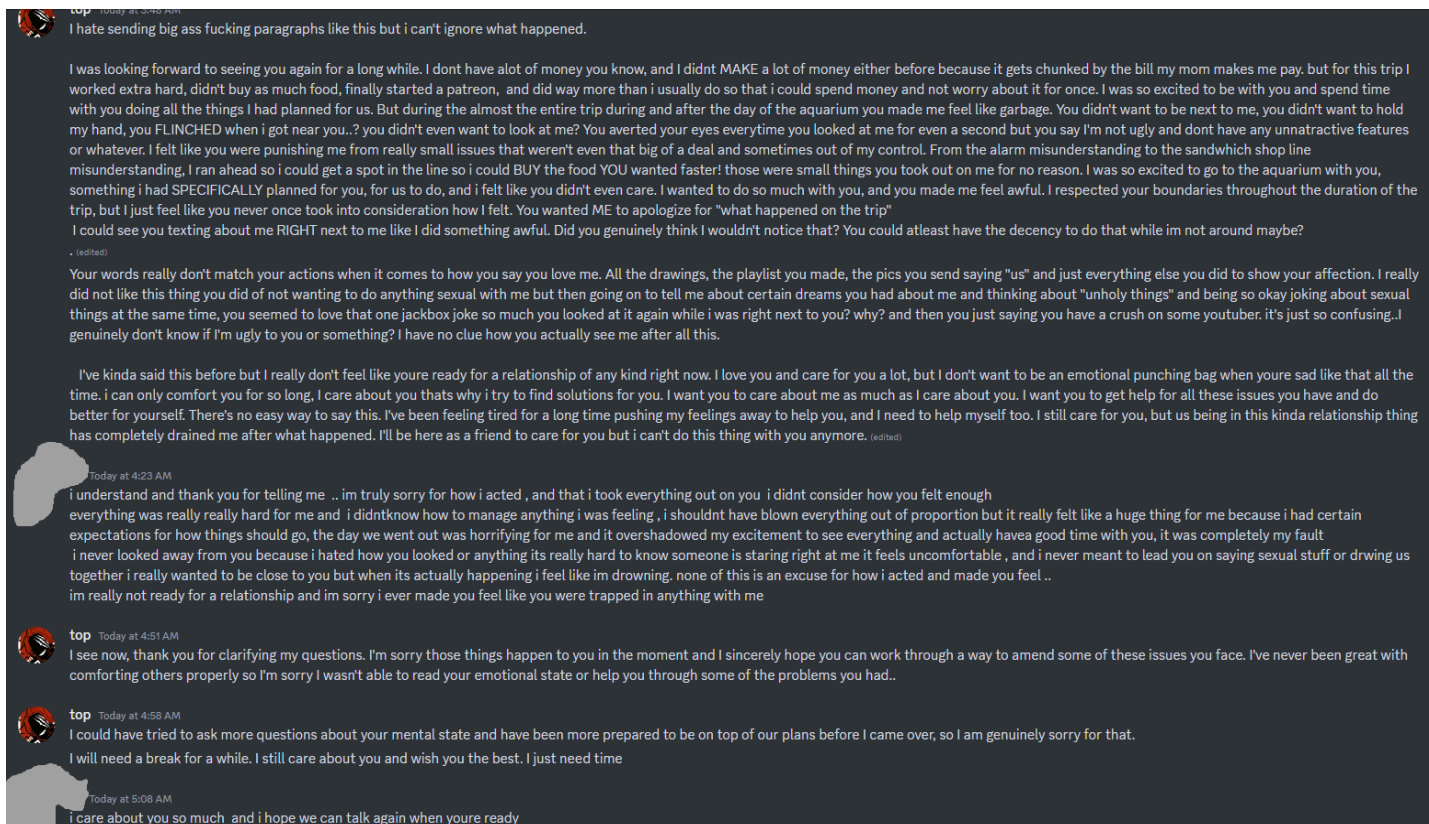 top Today at 3:48 AM
I hate sending big ass fucking paragraphs like this but i can't ignore what happened.
I was looking forward to seeing you again for a long while. I dont have alot of money you know, and I didnt MAKE a lot of money either before because it gets chunked by the bill my mom makes me pay. but for this trip I
worked extra hard, didn't buy as much food, finally started a patreon, and did way more than i usually do so that i could spend money and not worry about it for once. I was so excited to be with you and spend time
with you doing all the things I had planned for us. But during the almost the entire trip during and after the day of the aquarium you made me feel like garbage. You didn't want to be next to me, you didn't want to hold
my hand, you FLINCHED when i got near you..? you didn't even want to look at me? You averted your eyes everytime you looked at me for even a second but you say I'm not ugly and dont have any unnatractive features
or whatever. I felt like you were punishing me from really small issues that weren't even that big of a deal and sometimes out of my control. From the alarm misunderstanding to the sandwhich shop line
misunderstanding, I ran ahead so i could get a spot in the line so i could BUY the food YOU wanted faster! those were small things you took out on me for no reason. I was so excited to go to the aquarium with you,
something i had SPECIFICALLY planned for you, for us to do, and i felt like you didn't even care. I wanted to do so much with you, and you made me feel awful. I respected your boundaries throughout the duration of the
trip, but I just feel like you never once took into consideration how I felt. You wanted ME to apologize for "what happened on the trip"
I could see you texting about me RIGHT next to me like I did something awful. Did you genuinely think I wouldn't notice that? You could atleast have the decency to do that while im not around maybe?
. (edited)
Your words really don't match your actions when it comes to how you say you love me. All the drawings, the playlist you made, the pics you send saying "us" and just everything else you did to show your affection. I really
did not like this thing you did of not wanting to do anything sexual with me but then going on to tell me about certain dreams you had about me and thinking about "unholy things" and being so okay joking about sexual
things at the same time, you seemed to love that one jackbox joke so much you looked at it again while i was right next to you? why? and then you just saying you have a crush on some youtuber. it's just so confusing..I
genuinely don't know if I'm ugly to you or something? I have no clue how you actually see me after all this.
I've kinda said this before but I really don't feel like youre ready for a relationship of any kind right now. I love you and care for you a lot, but I don't want to be an emotional punching bag when youre sad like that all the
time. i can only comfort you for so long, I care about you thats why i try to find solutions for you. I want you to care about me as much as I care about you. I want you to get help for all these issues you have and do
better for yourself. There's no easy way to say this. I've been feeling tired for a long time pushing my feelings away to help you, and I need to help myself too. I still care for you, but us being in this kinda relationship thing
has completely drained me after what happened. I'll be here as a friend to care for you but i can't do this thing with you anymore. (edited)
Today at 4:23 AM
i understand and thank you for telling me .. im truly sorry for how i acted , and that i took everything out on you i didnt consider how you felt enough
everything was really really hard for me and i didntknow how to manage anything i was feeling , i shouldnt have blown everything out of proportion but it really felt like a huge thing for me because i had certain
expectations for how things should go, the day we went out was horrifying for me and it overshadowed my excitement to see everything and actually havea good time with you, it was completely my fault
i never looked away from you because i hated how you looked or anything its really hard to know someone is staring right at me it feels uncomfortable , and i never meant to lead you on saying sexual stuff or drwing us
together i really wanted to be close to you but when its actually happening i feel like im drowning. none of this is an excuse for how i acted and made you feel ..
im really not ready for a relationship and im sorry i ever made you feel like you were trapped in anything with me
top Today at 4:51 AM
I see now, thank you for clarifying my questions. I'm sorry those things happen to you in the moment and I sincerely hope you can work through a way to amend some of these issues you face. I've never been great with
comforting others properly so I'm sorry I wasn't able to read your emotional state or help you through some of the problems you had..
top Today at 4:58 AM
I could have tried to ask more questions about your mental state and have been more prepared to be on top of our plans before I came over, so I am genuinely sorry for that.
I will need a break for a while. I still care about you and wish you the best. I just need time
Today at 5:08 AM
i care about you so much and i hope we can talk again when youre ready